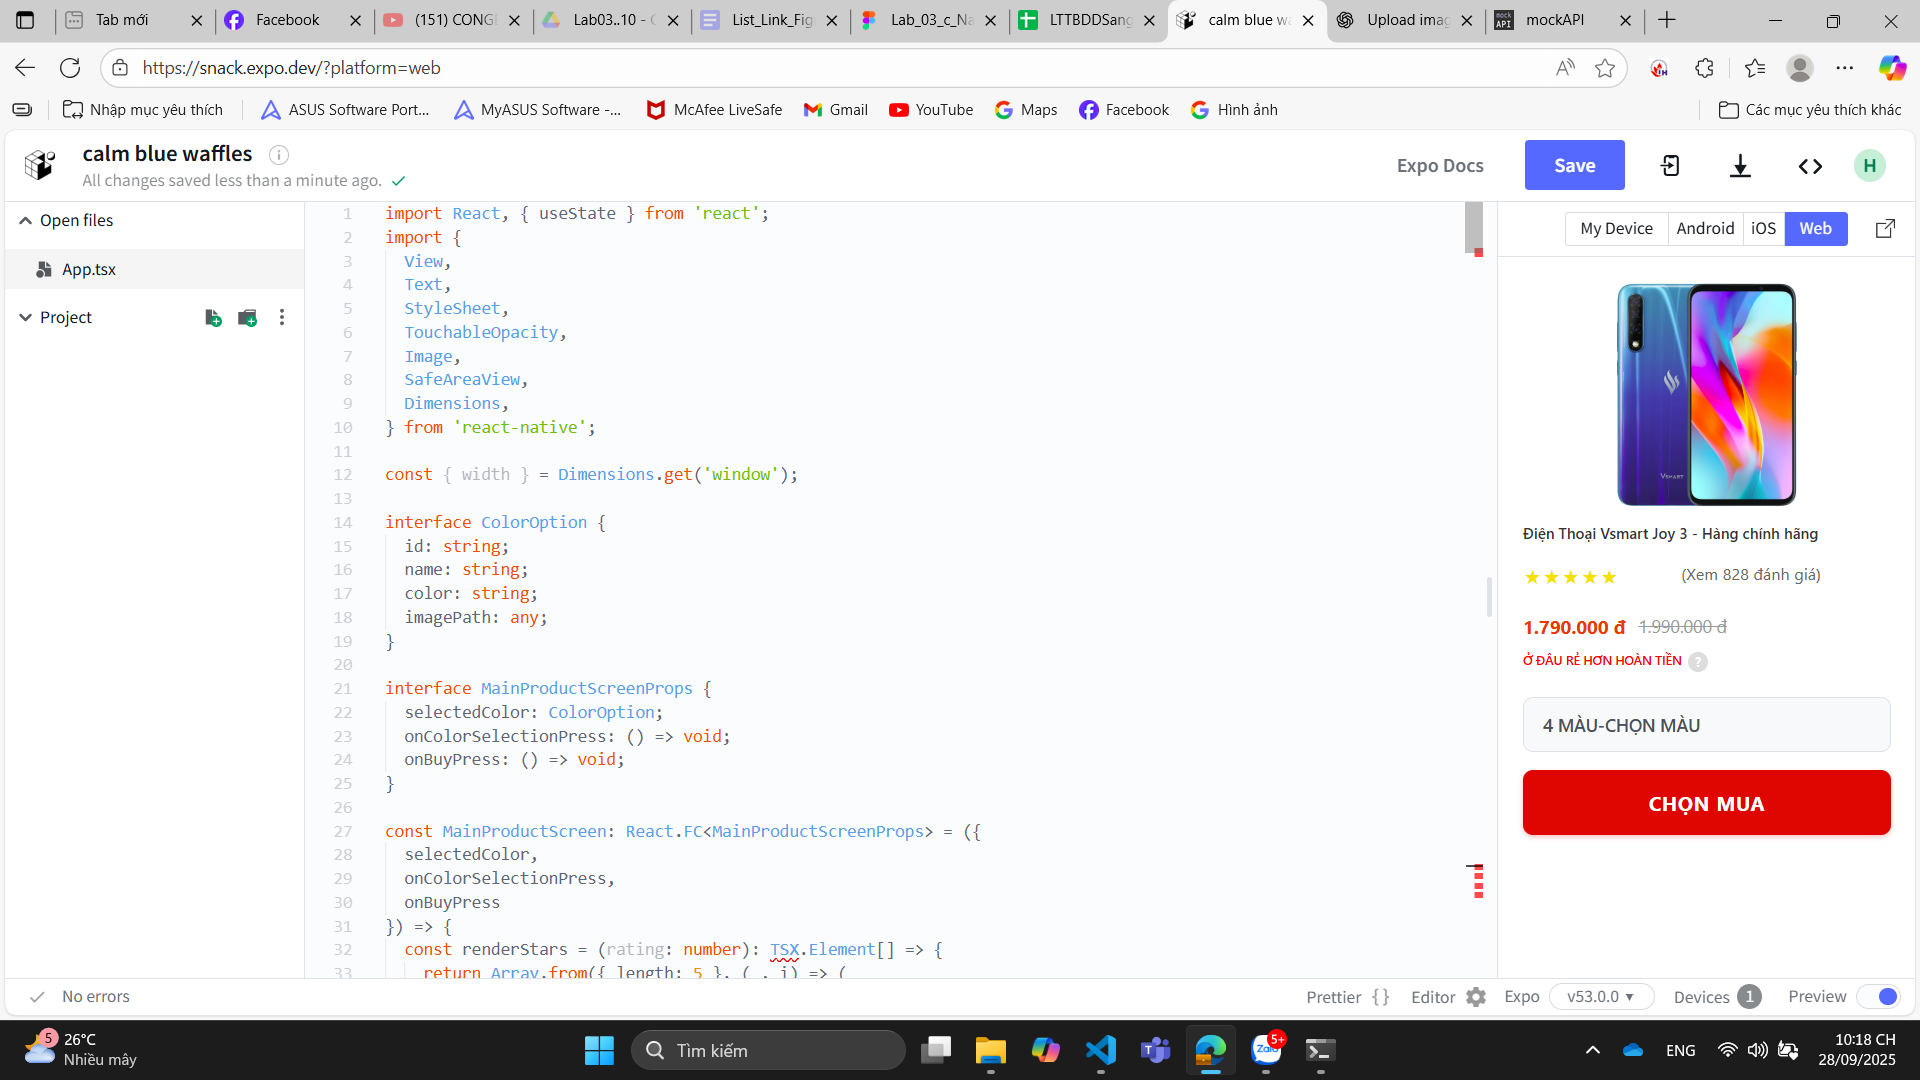 Tab mới
Facebook
(151) CONG
Lab03..10 -
List_Link_Fig
Lab_03_c_Na
LTTBDDSang
calm blue wa
Upload imag
mockAPI
https://snack.expo.dev/?platform=web
Nhập mục yêu thích
ASUS Software Port...
MyASUS Software -...
McAfee LiveSafe
Gmail
YouTube
Maps
Facebook
Hình ảnh
Các mục yêu thích khác
calm blue waffles
All changes saved less than a minute ago.
Expo Docs
Save
H
Open files
App.tsx
Project
1 import React, { useState } from 'react';
2 import {
3 View,
4 Text,
5 StyleSheet,
6 TouchableOpacity,
7 Image,
8 SafeAreaView,
9 Dimensions,
10 } from 'react-native';
11
12 const { width } = Dimensions.get('window');
13
14 interface ColorOption {
15 id: string;
16 name: string;
17 color: string;
18 imagePath: any;
19 }
20
21 interface MainProductScreenProps {
22 selectedColor: ColorOption;
23 onColorSelectionPress: () => void;
24 onBuyPress: () => void;
25 }
26
27 const MainProductScreen: React.FC<MainProductScreenProps> = ({
28 selectedColor,
29 onColorSelectionPress,
30 onBuyPress
31 }) => {
32 const renderStars = (rating: number): TSX.Element[] => {
33 return Array.from({ length: 5 }, (_, i) => (
My Device
Android
iOS
Web
VSMART
Điện Thoại Vsmart Joy 3 - Hàng chính hãng
★★★★★ (Xem 828 đánh giá)
1.790.000 đ 1.990.000 đ
Ở ĐÂU RẺ HƠN HOÀN TIỀN ?
4 MÀU-CHỌN MÀU
CHỌN MUA
No errors
Prettier { }
Editor
Expo
v53.0.0
Devices 1
Preview
5
26°C
Nhiều mây
Tìm kiếm
Zalo
5+
ENG
10:18 CH
28/09/2025